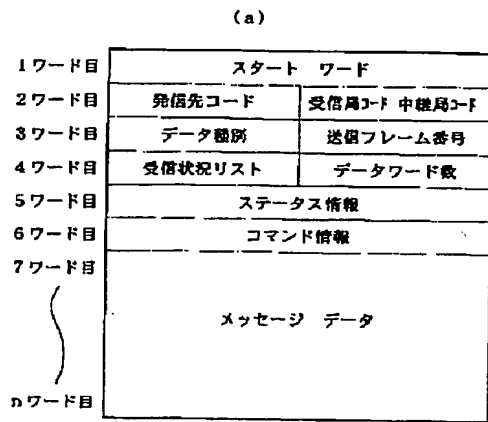 (a)
1ワード目 スタート ワード
2ワード目 発信先コード 受信局コード 中継局コード
3ワード目 データ種別 送信フレーム番号
4ワード目 受信状況リスト データワード数
5ワード目 ステータス情報
6ワード目 コマンド情報
7ワード目
メッセージ データ
nワード目